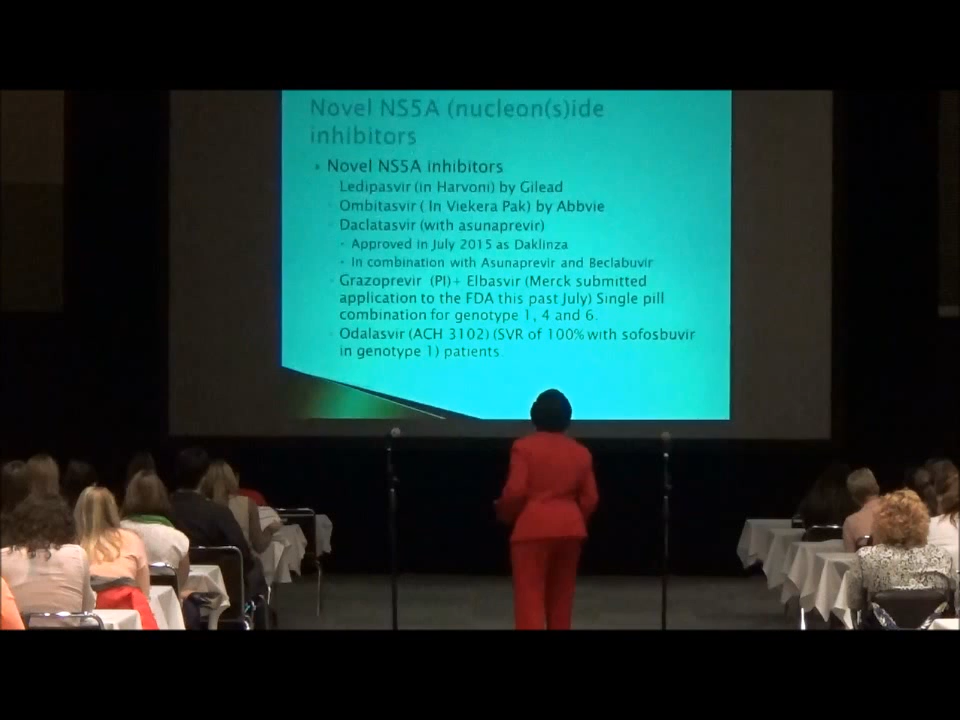 Novel NS5A (nucleon(s)ide
inhibitors
Novel NS5A inhibitors
Ledipasvir (in Harvoni) by Gilead
Ombitasvir ( In Viekera Pak) by Abbvie
Daclatasvir (with asunaprevir)
Approved in July 2015 as Daklinza
In combination with Asunaprevir and Beclabuvir
Grazoprevir (PI)+ Elbasvir (Merck submitted
application to the FDA this past July) Single pill
combination for genotype 1, 4 and 6.
Odalasvir (ACH 3102) (SVR of 100% with sofosbuvir
in genotype 1) patients.